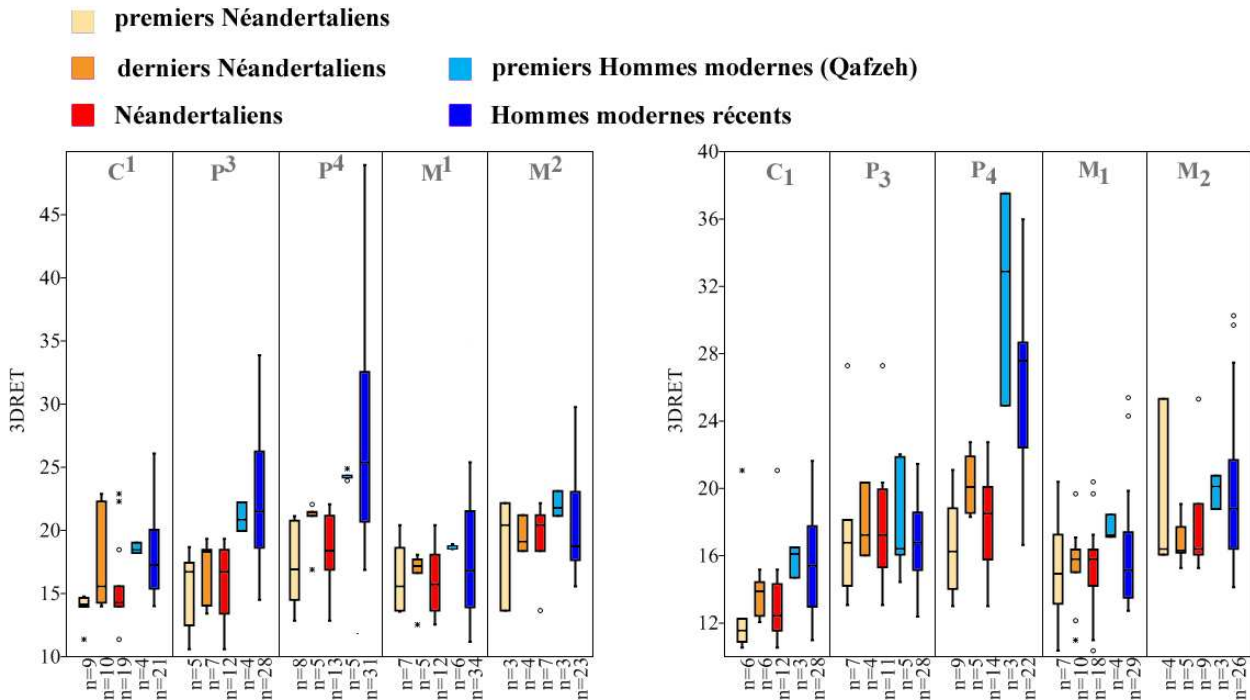 premiers Néandertaliens
derniers Néandertaliens
premiers Hommes modernes (Qafzeh)
Néandertaliens
Hommes modernes récents
C1 P3 P4 M1 M2
3DRET
45
40
35
30
25
20
15
10
n=9 n=10 n=19 n=4 n=21 n=5 n=7 n=12 n=4 n=28 n=8 n=5 n=13 n=5 n=31 n=7 n=5 n=12 n=6 n=34 n=3 n=4 n=7 n=3 n=23
C1 P3 P4 M1 M2
3DRET
40
36
32
28
24
20
16
12
n=6 n=6 n=12 n=3 n=28 n=7 n=4 n=11 n=5 n=28 n=9 n=5 n=14 n=3 n=22 n=7 n=10 n=18 n=4 n=29 n=4 n=5 n=9 n=3 n=26